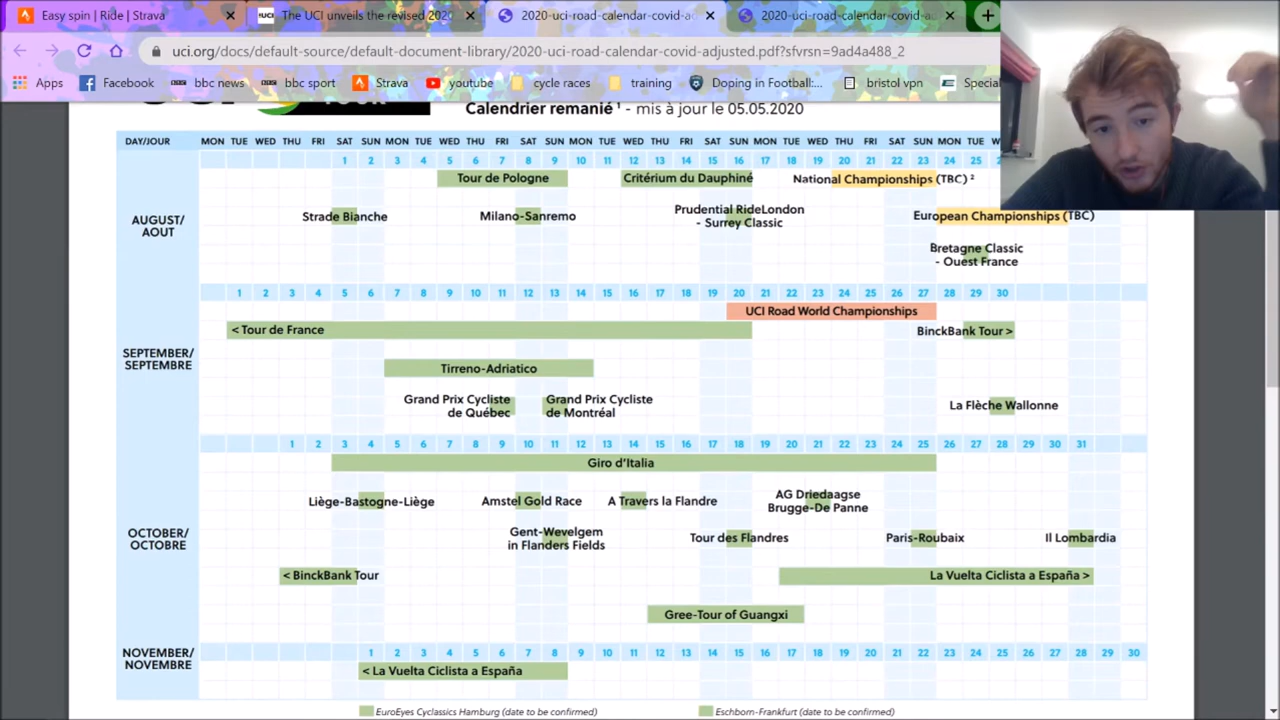 Easy spin | Ride | Strava
UCI
The UCI unveils the revised 2020
2020-uci-road-calendar-covid-ad
2020-uci-road-calendar-covid-ad
uci.org/docs/default-source/default-document-library/2020-uci-road-calendar-covid-adjusted.pdf?sfvrsn=9ad4a488_2
Apps Facebook bbc news bbc sport Strava youtube cycle races training Doping in Football:... bristol vpn Special
Calendrier remanié ¹ - mis à jour le 05.05.2020
DAY/JOUR MON TUE WED THU FRI SAT SUN MON TUE WED THU FRI SAT SUN MON TUE WED THU FRI SAT SUN MON TUE WED THU FRI SAT SUN MON TUE
1 2 3 4 5 6 7 8 9 10 11 12 13 14 15 16 17 18 19 20 21 22 23 24 25
Tour de Pologne Critérium du Dauphiné National Championships (TBC) ²
AUGUST/
AOUT
Strade Bianche Milano-Sanremo Prudential RideLondon
- Surrey Classic
European Championships (TBC)
Bretagne Classic
- Ouest France
1 2 3 4 5 6 7 8 9 10 11 12 13 14 15 16 17 18 19 20 21 22 23 24 25 26 27 28 29 30
UCI Road World Championships
SEPTEMBER/
SEPTEMBRE
< Tour de France BinckBank Tour >
Tirreno-Adriatico
Grand Prix Cycliste
de Québec
Grand Prix Cycliste
de Montréal
La Flèche Wallonne
1 2 3 4 5 6 7 8 9 10 11 12 13 14 15 16 17 18 19 20 21 22 23 24 25 26 27 28 29 30 31
Giro d'Italia
OCTOBER/
OCTOBRE
Liège-Bastogne-Liège Amstel Gold Race A Travers la Flandre AG Driedaagse
Brugge-De Panne
Gent-Wevelgem
in Flanders Fields
Tour des Flandres Paris-Roubaix Il Lombardia
< BinckBank Tour La Vuelta Ciclista a España >
Gree-Tour of Guangxi
NOVEMBER/
NOVEMBRE
1 2 3 4 5 6 7 8 9 10 11 12 13 14 15 16 17 18 19 20 21 22 23 24 25 26 27 28 29 30
< La Vuelta Ciclista a España
EuroEyes Cyclassics Hamburg (date to be confirmed) Eschborn-Frankfurt (date to be confirmed)